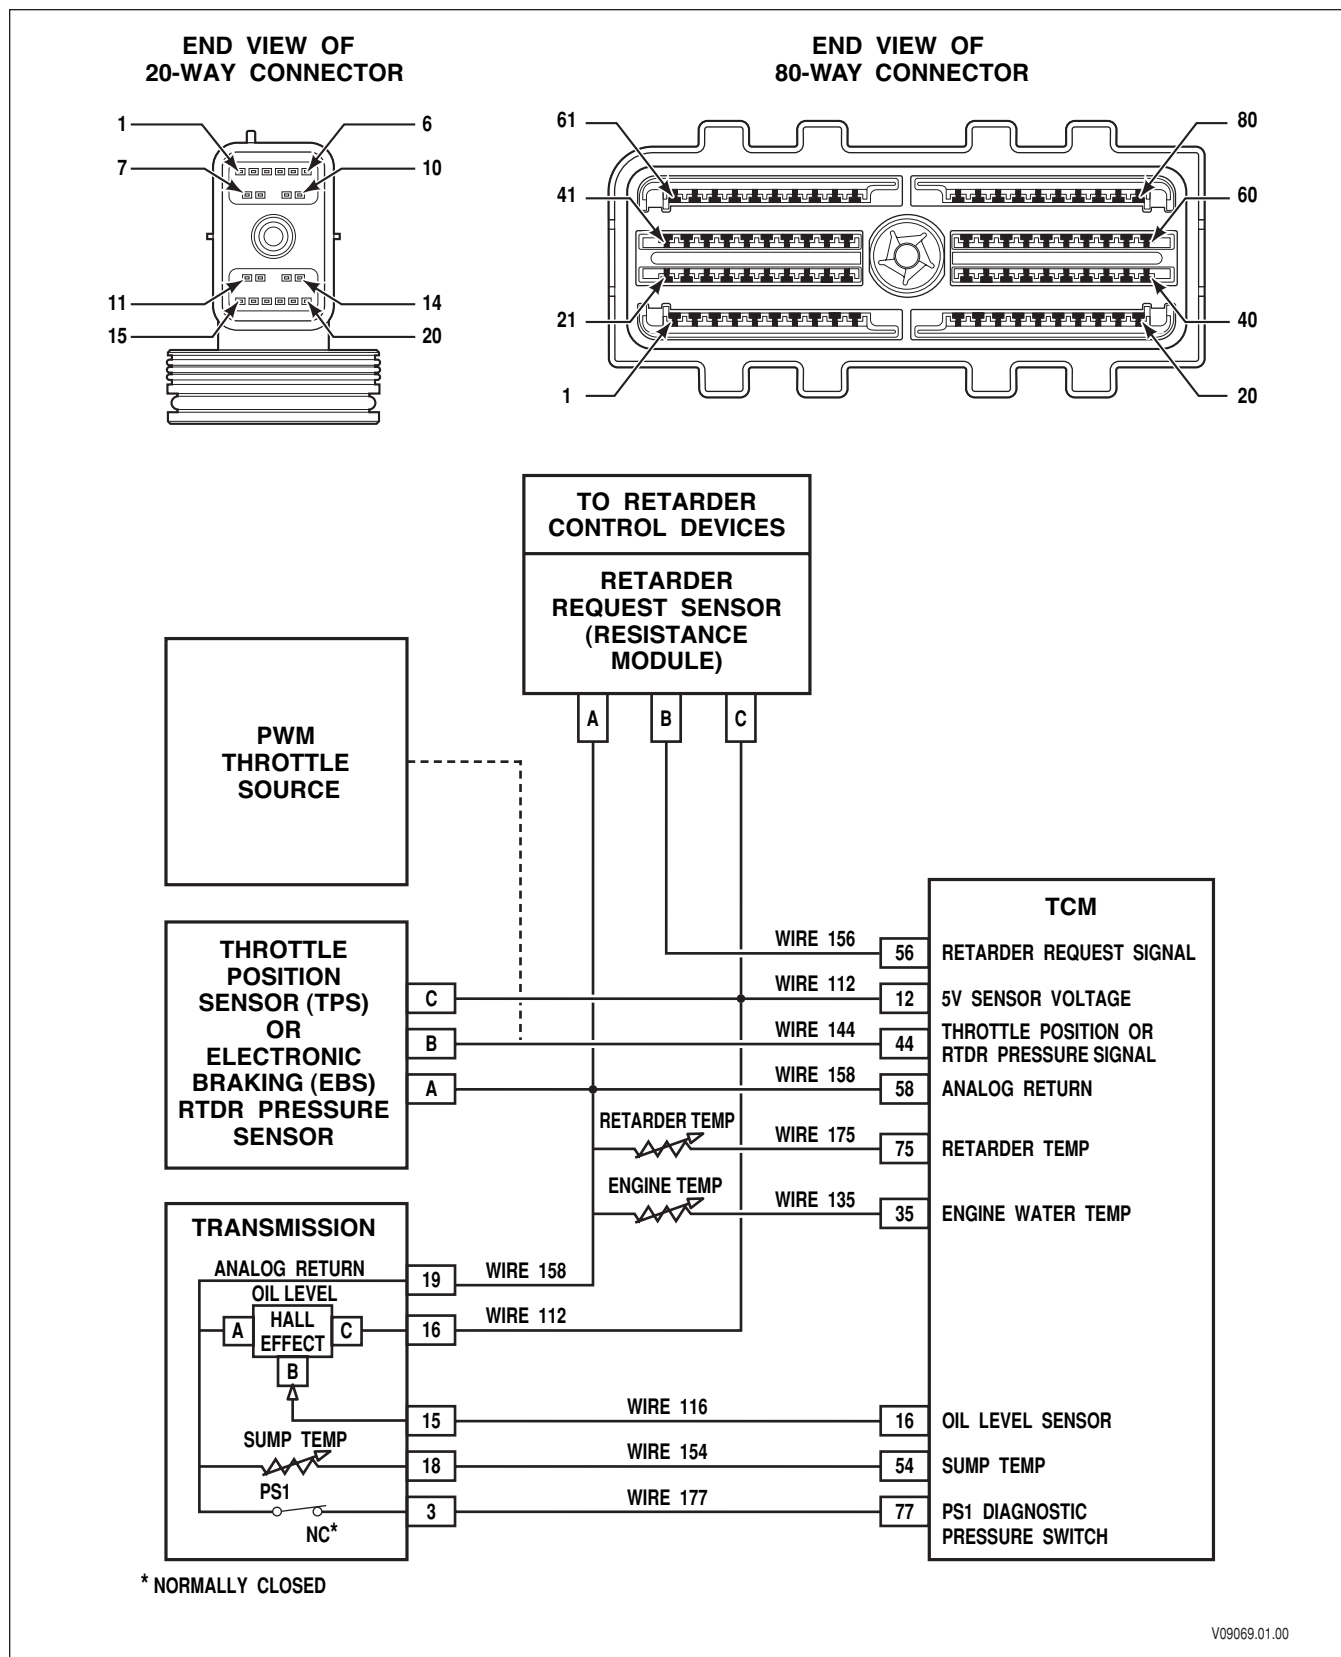 END VIEW OF
20-WAY CONNECTOR
1
6
7
10
11
14
15
20
END VIEW OF
80-WAY CONNECTOR
61
80
41
60
21
40
1
20
TO RETARDER
CONTROL DEVICES
RETARDER
REQUEST SENSOR
(RESISTANCE
MODULE)
A
B
C
PWM
THROTTLE
SOURCE
THROTTLE
POSITION
SENSOR (TPS)
OR
ELECTRONIC
BRAKING (EBS)
RTDR PRESSURE
SENSOR
C
B
A
TCM
WIRE 156
56
RETARDER REQUEST SIGNAL
WIRE 112
12
5V SENSOR VOLTAGE
WIRE 144
44
THROTTLE POSITION OR
RTDR PRESSURE SIGNAL
WIRE 158
58
ANALOG RETURN
RETARDER TEMP
WIRE 175
75
RETARDER TEMP
ENGINE TEMP
WIRE 135
35
ENGINE WATER TEMP
TRANSMISSION
ANALOG RETURN
19
WIRE 158
OIL LEVEL
A
HALL
EFFECT
C
B
16
WIRE 112
15
WIRE 116
16
OIL LEVEL SENSOR
SUMP TEMP
18
WIRE 154
54
SUMP TEMP
PS1
NC*
3
WIRE 177
77
PS1 DIAGNOSTIC
PRESSURE SWITCH
* NORMALLY CLOSED
V09069.01.00